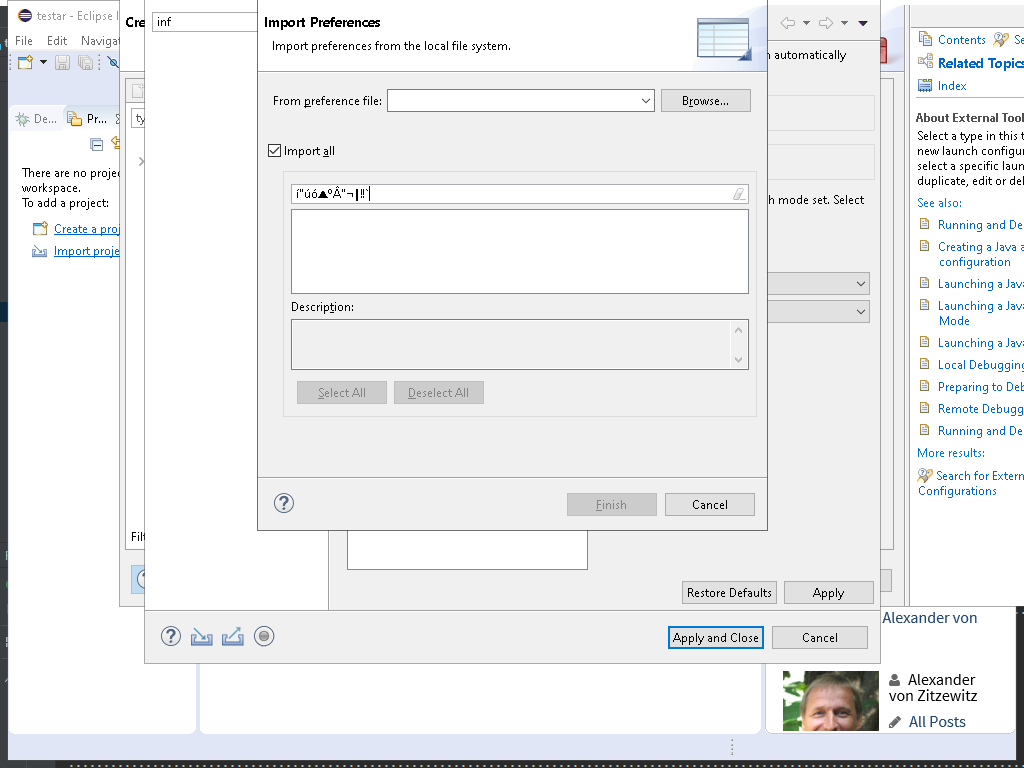 testar - Eclipse I
File Edit Navigat
De...
Pr...
There are no projec
workspace.
To add a project:
Create a proj
Import proje
Cre
ty
Filt
inf
Import Preferences
Import preferences from the local file system.
From preference file:
Browse...
Import all
í"úó▲ºÂ"¬‖!!`
Description:
Select All
Deselect All
Finish
Cancel
automatically
h mode set. Select
Restore Defaults
Apply
Apply and Close
Cancel
Contents
Se
Related Topics
Index
About External Tool
Select a type in this t
new launch configur
select a specific laun
duplicate, edit or del
See also:
Running and De
Creating a Java a
configuration
Launching a Java
Launching a Java
Mode
Launching a Java
Local Debugging
Preparing to Deb
Remote Debugg
Running and De
More results:
Search for Extern
Configurations
Alexander von
Alexander
von Zitzewitz
All Posts